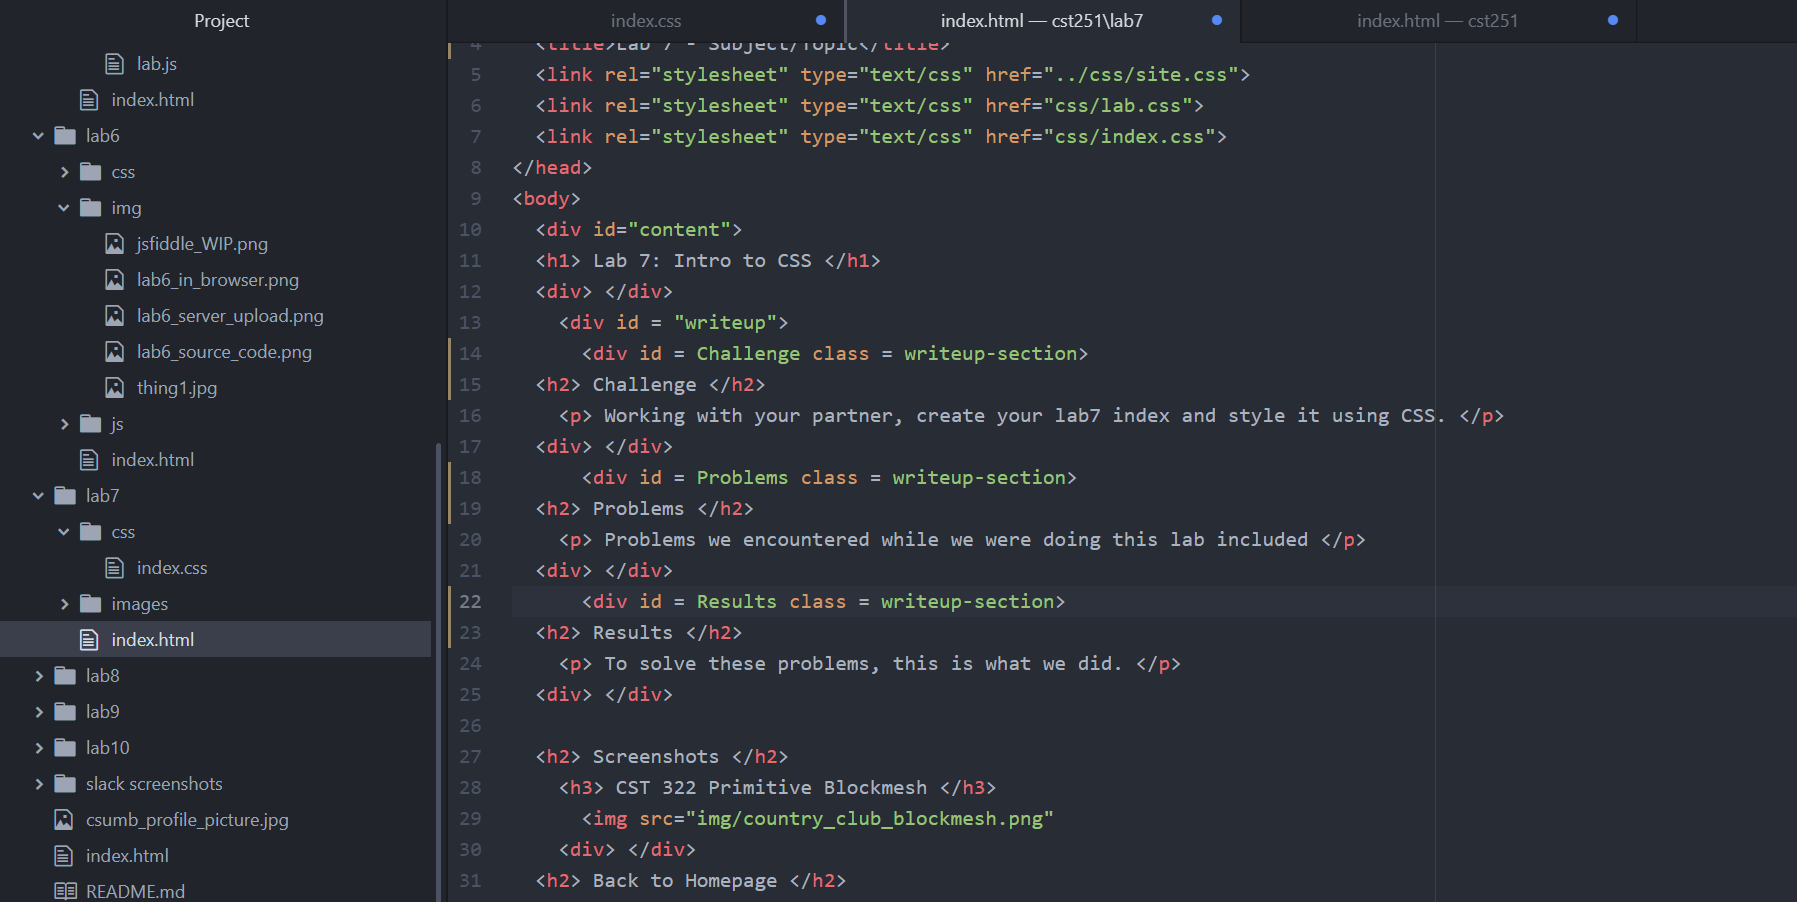 Project
lab.js
index.html
lab6
css
img
jsfiddle_WIP.png
lab6_in_browser.png
lab6_server_upload.png
lab6_source_code.png
thing1.jpg
js
index.html
lab7
css
index.css
images
index.html
lab8
lab9
lab10
slack screenshots
csumb_profile_picture.jpg
index.html
README.md
index.css
index.html — cst251\lab7
index.html — cst251
4 <title>Lab 7 - Subject/Topic</title>
5 <link rel="stylesheet" type="text/css" href="../css/site.css">
6 <link rel="stylesheet" type="text/css" href="css/lab.css">
7 <link rel="stylesheet" type="text/css" href="css/index.css">
8 </head>
9 <body>
10 <div id="content">
11 <h1> Lab 7: Intro to CSS </h1>
12 <div> </div>
13 <div id = "writeup">
14 <div id = Challenge class = writeup-section>
15 <h2> Challenge </h2>
16 <p> Working with your partner, create your lab7 index and style it using CSS. </p>
17 <div> </div>
18 <div id = Problems class = writeup-section>
19 <h2> Problems </h2>
20 <p> Problems we encountered while we were doing this lab included </p>
21 <div> </div>
22 <div id = Results class = writeup-section>
23 <h2> Results </h2>
24 <p> To solve these problems, this is what we did. </p>
25 <div> </div>
26
27 <h2> Screenshots </h2>
28 <h3> CST 322 Primitive Blockmesh </h3>
29 <img src="img/country_club_blockmesh.png"
30 <div> </div>
31 <h2> Back to Homepage </h2>